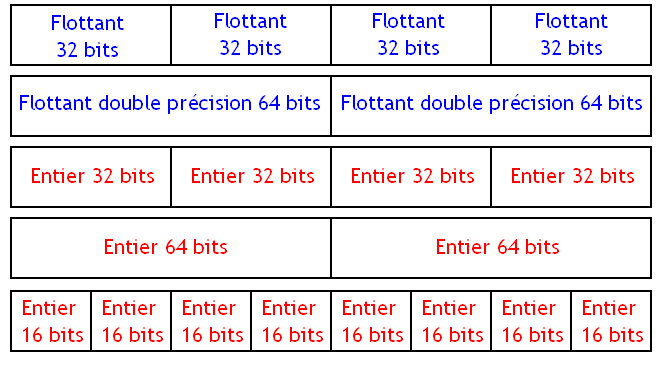 Flottant 32 bits Flottant 32 bits Flottant 32 bits Flottant 32 bits
Flottant double précision 64 bits Flottant double précision 64 bits
Entier 32 bits Entier 32 bits Entier 32 bits Entier 32 bits
Entier 64 bits Entier 64 bits
Entier 16 bits Entier 16 bits Entier 16 bits Entier 16 bits Entier 16 bits Entier 16 bits Entier 16 bits Entier 16 bits